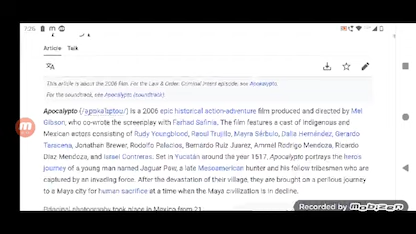 7:26
Article Talk
This article is about the 2006 film. For the Law & Order: Criminal Intent episode, see Apokalypo.
For the soundtrack, see Apocalypto (soundtrack).
Apocalypto (/əˌpɒkəˈlɪptoʊ/) is a 2006 epic historical action-adventure film produced and directed by Mel
Gibson, who co-wrote the screenplay with Farhad Safinia. The film features a cast of Indigenous and
Mexican actors consisting of Rudy Youngblood, Raoul Trujillo, Mayra Sérbulo, Dalia Hernández, Gerardo
Taracena, Jonathan Brewer, Rodolfo Palacios, Bernardo Ruiz Juarez, Ammel Rodrigo Mendoza, Ricardo
Diaz Mendoza, and Israel Contreras. Set in Yucatán around the year 1517, Apocalypto portrays the heros
journey of a young man named Jaguar Paw, a late Mesoamerican hunter and his fellow tribesmen who are
captured by an invading force. After the devastation of their village, they are brought on a perilous journey
to a Maya city for human sacrifice at a time when the Maya civilization is in decline.
Principal photography took place in Mexico from 21
Recorded by Mobizen